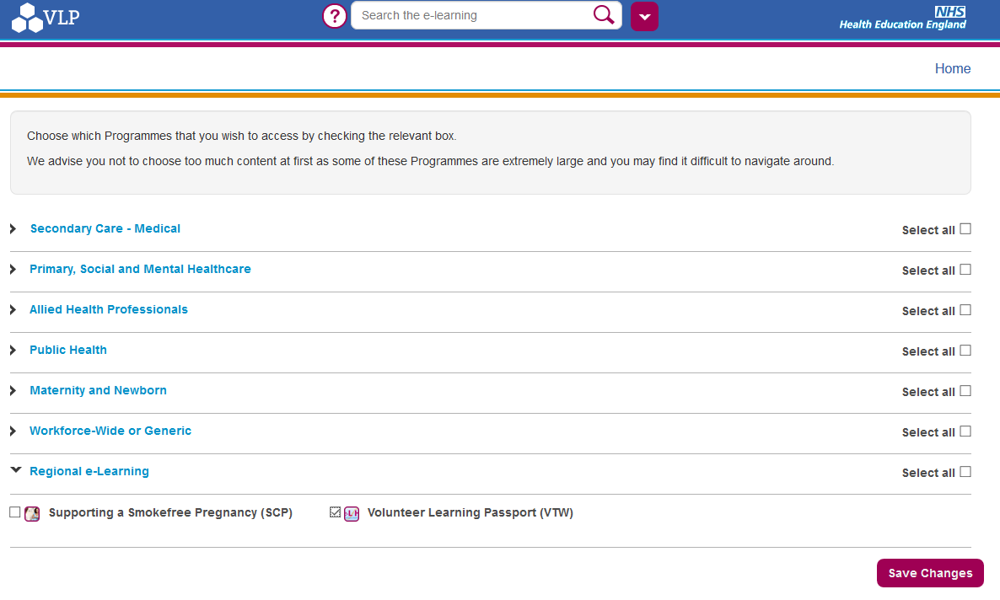 VLP
?
Search the e-learning
NHS
Health Education England
Home
Choose which Programmes that you wish to access by checking the relevant box.
We advise you not to choose too much content at first as some of these Programmes are extremely large and you may find it difficult to navigate around.
Secondary Care - Medical Select all
Primary, Social and Mental Healthcare Select all
Allied Health Professionals Select all
Public Health Select all
Maternity and Newborn Select all
Workforce-Wide or Generic Select all
Regional e-Learning Select all
Supporting a Smokefree Pregnancy (SCP) Volunteer Learning Passport (VTW)
Save Changes